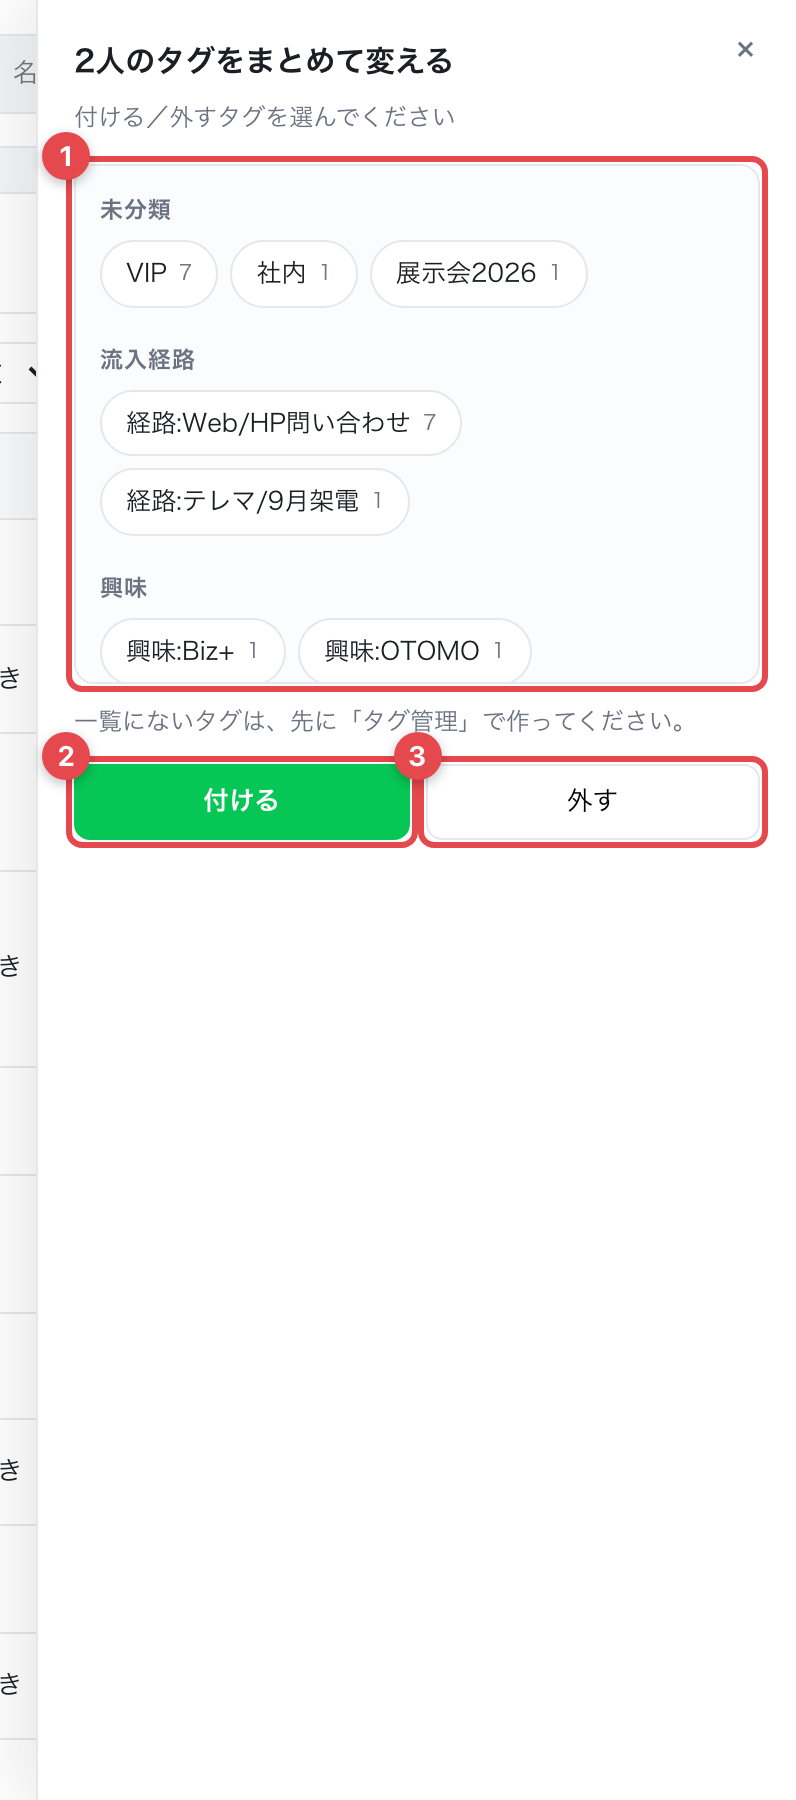 名
2人のタグをまとめて変える
×
付ける／外すタグを選んでください
1
未分類
VIP 7
社内 1
展示会2026 1
流入経路
経路:Web/HP問い合わせ 7
経路:テレマ/9月架電 1
興味
興味:Biz+ 1
興味:OTOMO 1
き
一覧にないタグは、先に「タグ管理」で作ってください。
2
付ける
3
外す
き
き
き